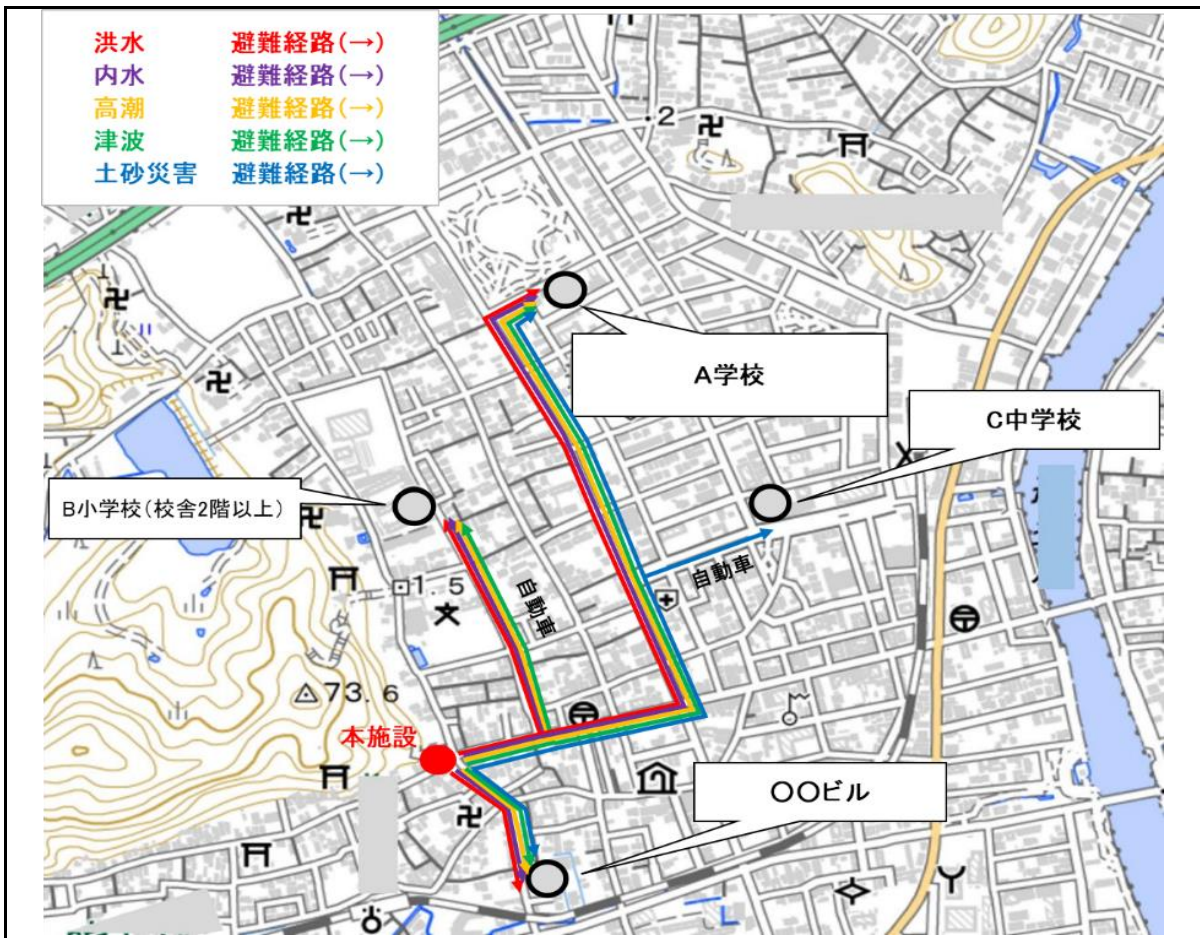 洪水 避難経路(→)
内水 避難経路(→)
高潮 避難経路(→)
津波 避難経路(→)
土砂災害 避難経路(→)
.2
A学校
C中学校
B小学校(校舎2階以上)
自動車
自動車
1.5
73.6
本施設
〇〇ビル